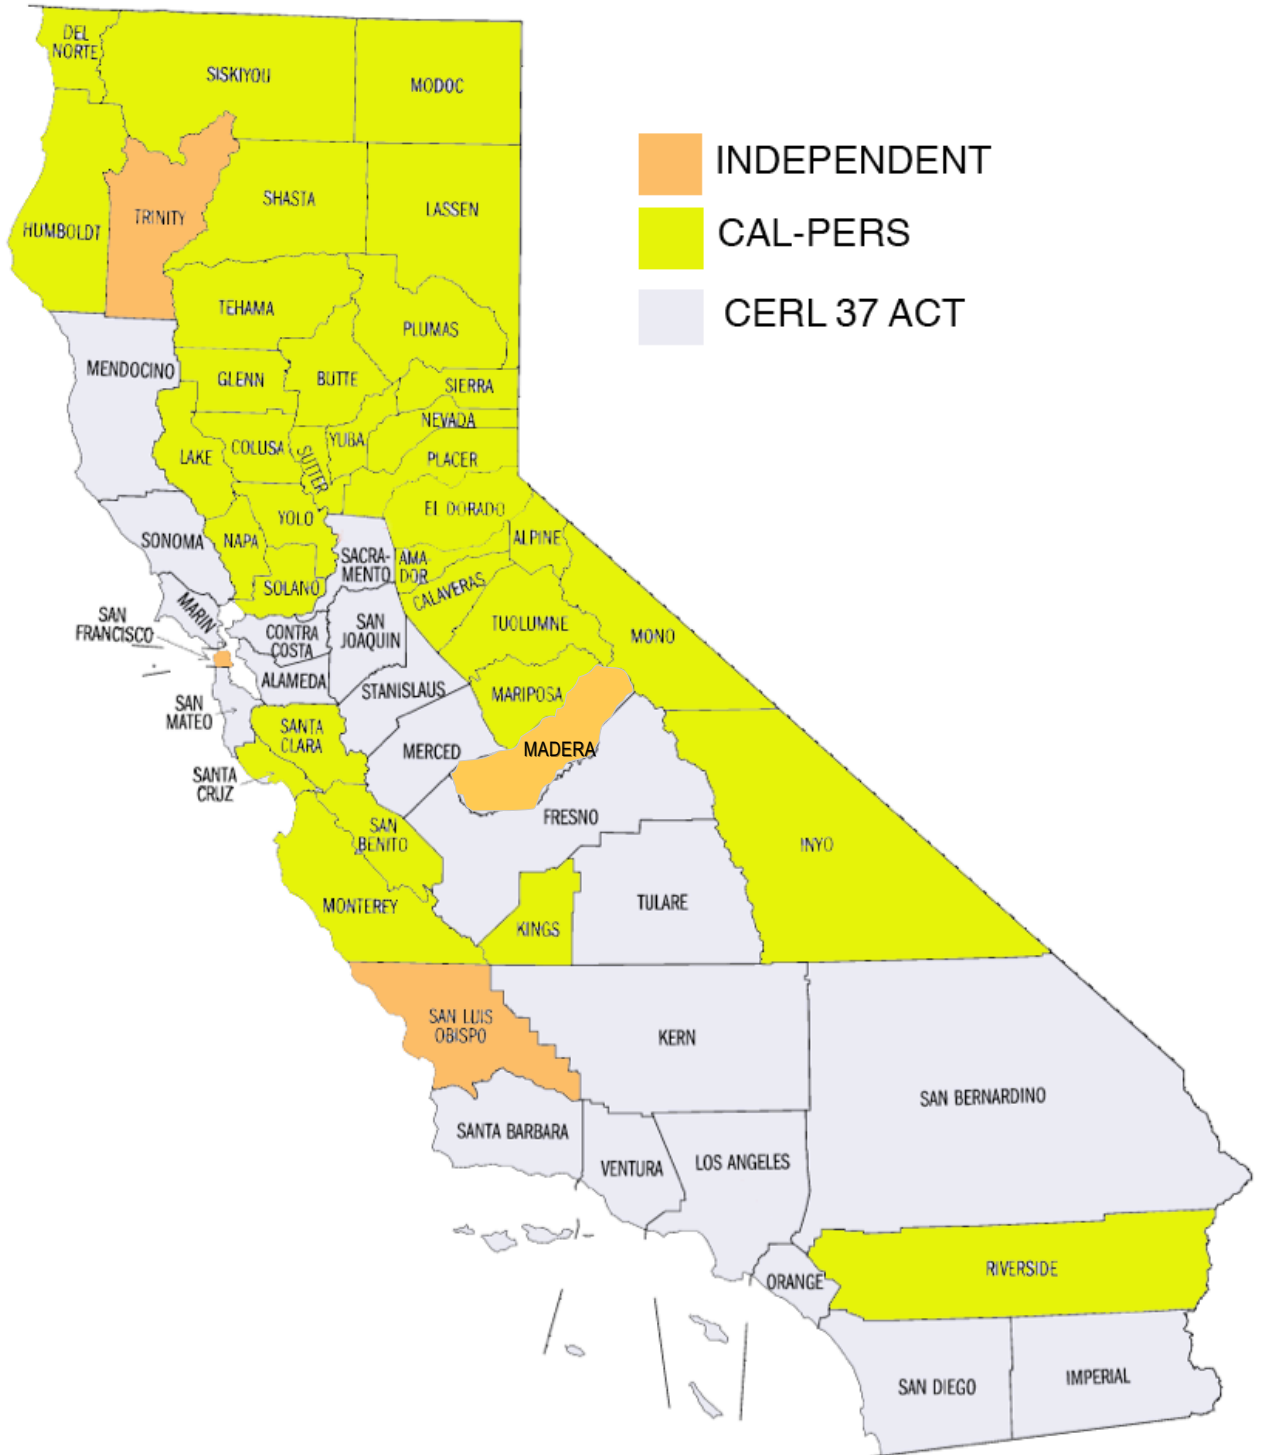 DEL
NORTE
SISKIYOU
MODOC
INDEPENDENT
CAL-PERS
CERL 37 ACT
HUMBOLDT
TRINITY
SHASTA
LASSEN
TEHAMA
PLUMAS
MENDOCINO
GLENN
BUTTE
SIERRA
NEVADA
LAKE
COLUSA
SUTTER
YUBA
PLACER
SONOMA
NAPA
YOLO
EL DORADO
ALPINE
SOLANO
SACRA-
MENTO
AMA-
DOR
CALAVERAS
MARIN
SAN
FRANCISCO
CONTRA
COSTA
SAN
JOAQUIN
TUOLUMNE
MONO
ALAMEDA
STANISLAUS
MARIPOSA
SAN
MATEO
SANTA
CLARA
MERCED
MADERA
SANTA
CRUZ
SAN
BENITO
FRESNO
INYO
MONTEREY
KINGS
TULARE
SAN LUIS
OBISPO
KERN
SAN BERNARDINO
SANTA BARBARA
VENTURA
LOS ANGELES
ORANGE
RIVERSIDE
SAN DIEGO
IMPERIAL